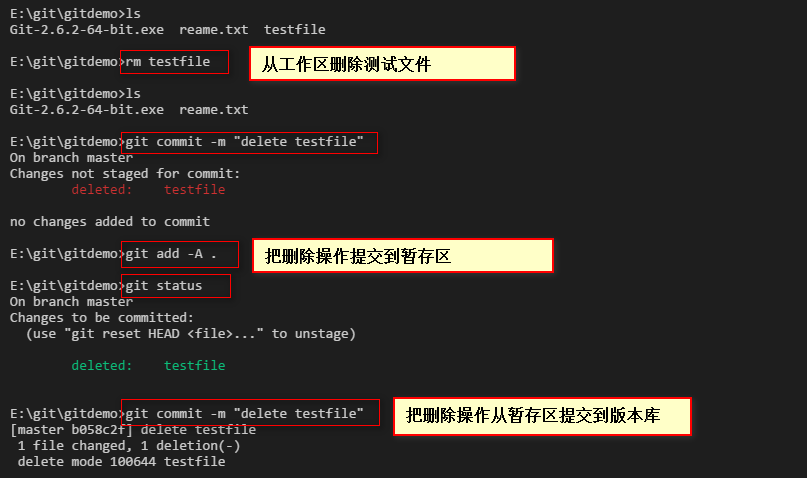 E:\git\gitdemo>ls
Git-2.6.2-64-bit.exe  reame.txt  testfile
E:\git\gitdemo>rm testfile
从工作区删除测试文件
E:\git\gitdemo>ls
Git-2.6.2-64-bit.exe  reame.txt
E:\git\gitdemo>git commit -m "delete testfile"
On branch master
Changes not staged for commit:
        deleted:    testfile
no changes added to commit
E:\git\gitdemo>git add -A .
把删除操作提交到暂存区
E:\git\gitdemo>git status
On branch master
Changes to be committed:
  (use "git reset HEAD <file>..." to unstage)
        deleted:    testfile
E:\git\gitdemo>git commit -m "delete testfile"
把删除操作从暂存区提交到版本库
[master b058c2f] delete testfile
 1 file changed, 1 deletion(-)
 delete mode 100644 testfile